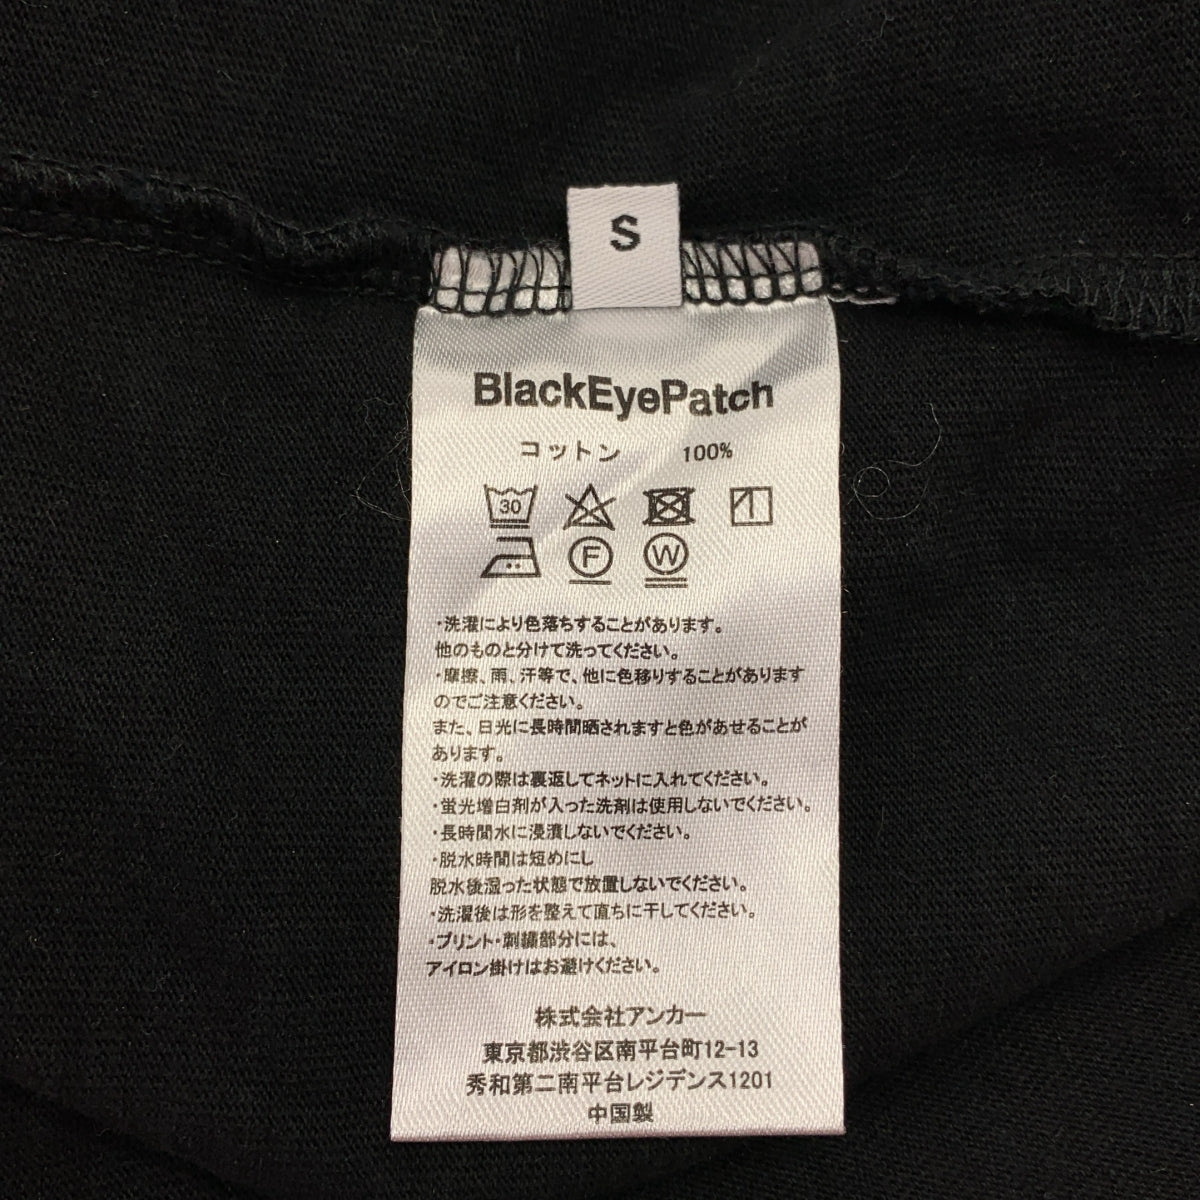 S
BlackEyePatch
コットン 100%
30
F W
・洗濯により色落ちすることがあります。
他のものと分けて洗ってください。
・摩擦、雨、汗等で、他に色移りすることがあります
のでご注意ください。
また、日光に長時間晒されますと色があせることが
あります。
・洗濯の際は裏返してネットに入れてください。
・蛍光増白剤が入った洗剤は使用しないでください。
・長時間水に浸漬しないでください。
・脱水時間は短めにし
脱水後湿った状態で放置しないでください。
・洗濯後は形を整えて直ちに干してください。
・プリント・刺繍部分には、
アイロン掛けはお避けください。
株式会社アンカー
東京都渋谷区南平台町12-13
秀和第二南平台レジデンス1201
中国製